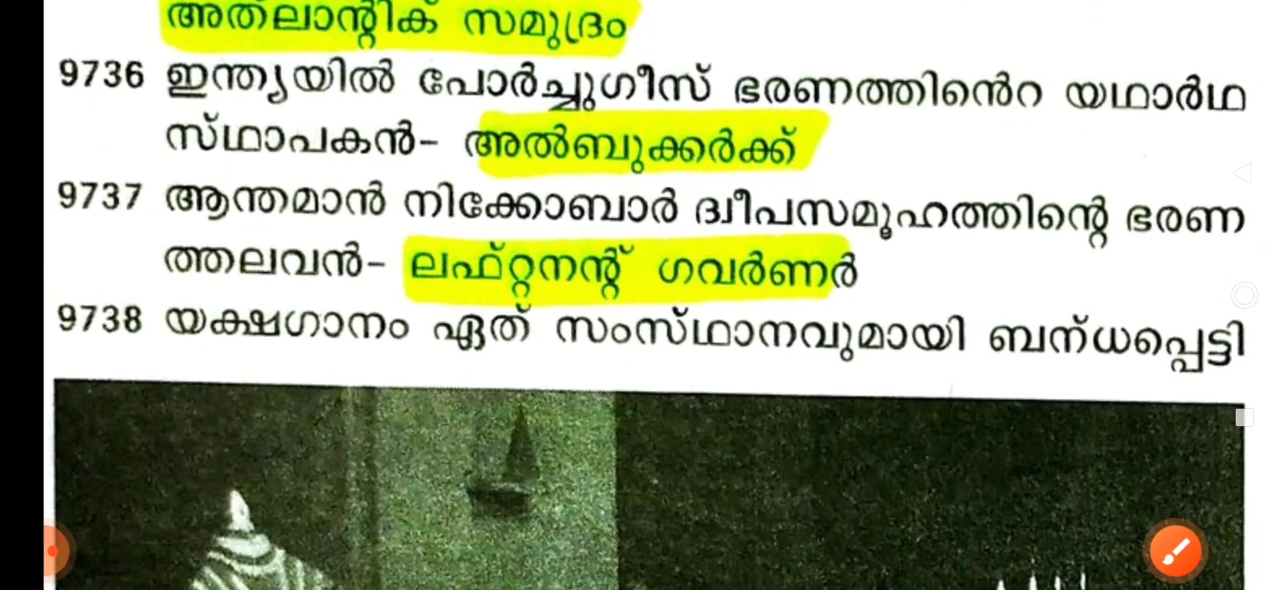 അത്‌ലാന്റിക് സമുദ്രം
9736 ഇന്ത്യയിൽ പോർച്ചുഗീസ് ഭരണത്തിൻെറ യഥാർഥ
സ്ഥാപകൻ- അൽബുക്കർക്ക്
9737 ആന്തമാൻ നിക്കോബാർ ദ്വീപസമൂഹത്തിന്റെ ഭരണ
ത്തലവൻ- ലഫ്റ്റനന്റ് ഗവർണർ
9738 യക്ഷഗാനം ഏത് സംസ്ഥാനവുമായി ബന്ധപ്പെട്ടി